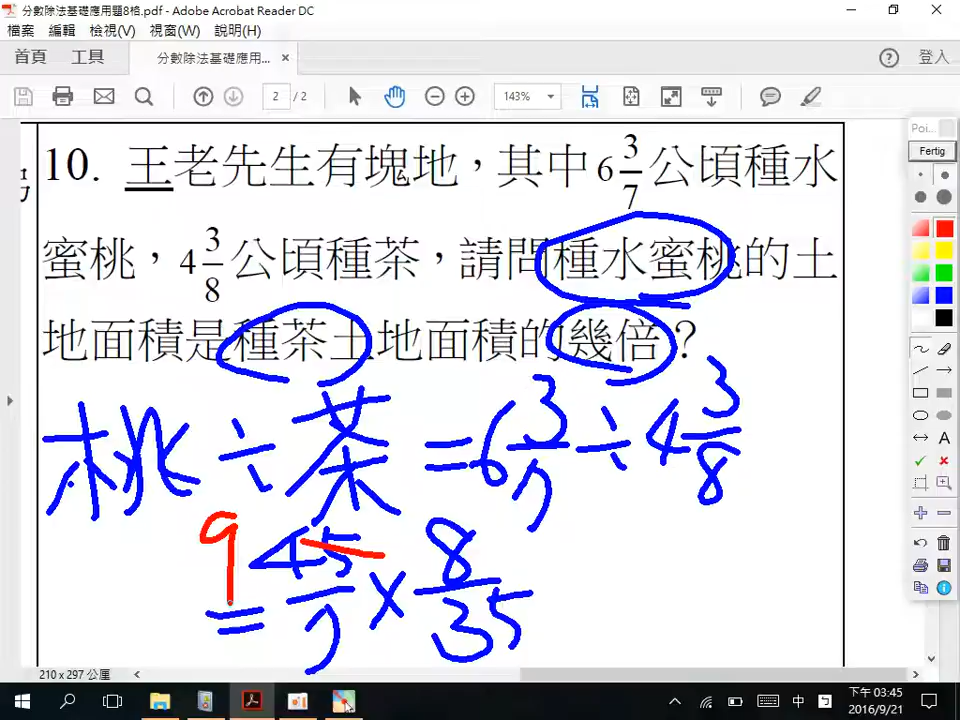 分數除法基礎應用題8格.pdf - Adobe Acrobat Reader DC
檔案 編輯 檢視(V) 視窗(W) 說明(H)
首頁 工具 分數除法基礎應用... × 登入
2 / 2 143%
Poi...
Fertig
10. 王老先生有塊地，其中 6 3/7 公頃種水
蜜桃，4 3/8 公頃種茶，請問種水蜜桃的土
地面積是種茶土地面積的幾倍？
桃 ÷ 茶 = 6 3/7 ÷ 4 3/8
9
= 45/7 × 8/35
210 x 297 公厘
中
下午 03:45
2016/9/21